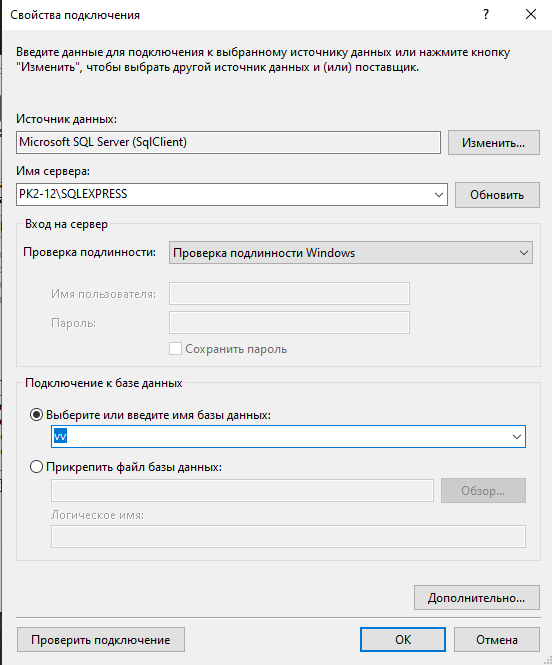 Свойства подключения
Введите данные для подключения к выбранному источнику данных или нажмите кнопку
"Изменить", чтобы выбрать другой источник данных и (или) поставщик.
Источник данных:
Microsoft SQL Server (SqlClient)
Изменить...
Имя сервера:
PK2-12\SQLEXPRESS
Обновить
Вход на сервер
Проверка подлинности:
Проверка подлинности Windows
Имя пользователя:
Пароль:
Сохранить пароль
Подключение к базе данных
Выберите или введите имя базы данных:
vv
Прикрепить файл базы данных:
Обзор...
Логическое имя:
Дополнительно...
Проверить подключение
ОК
Отмена